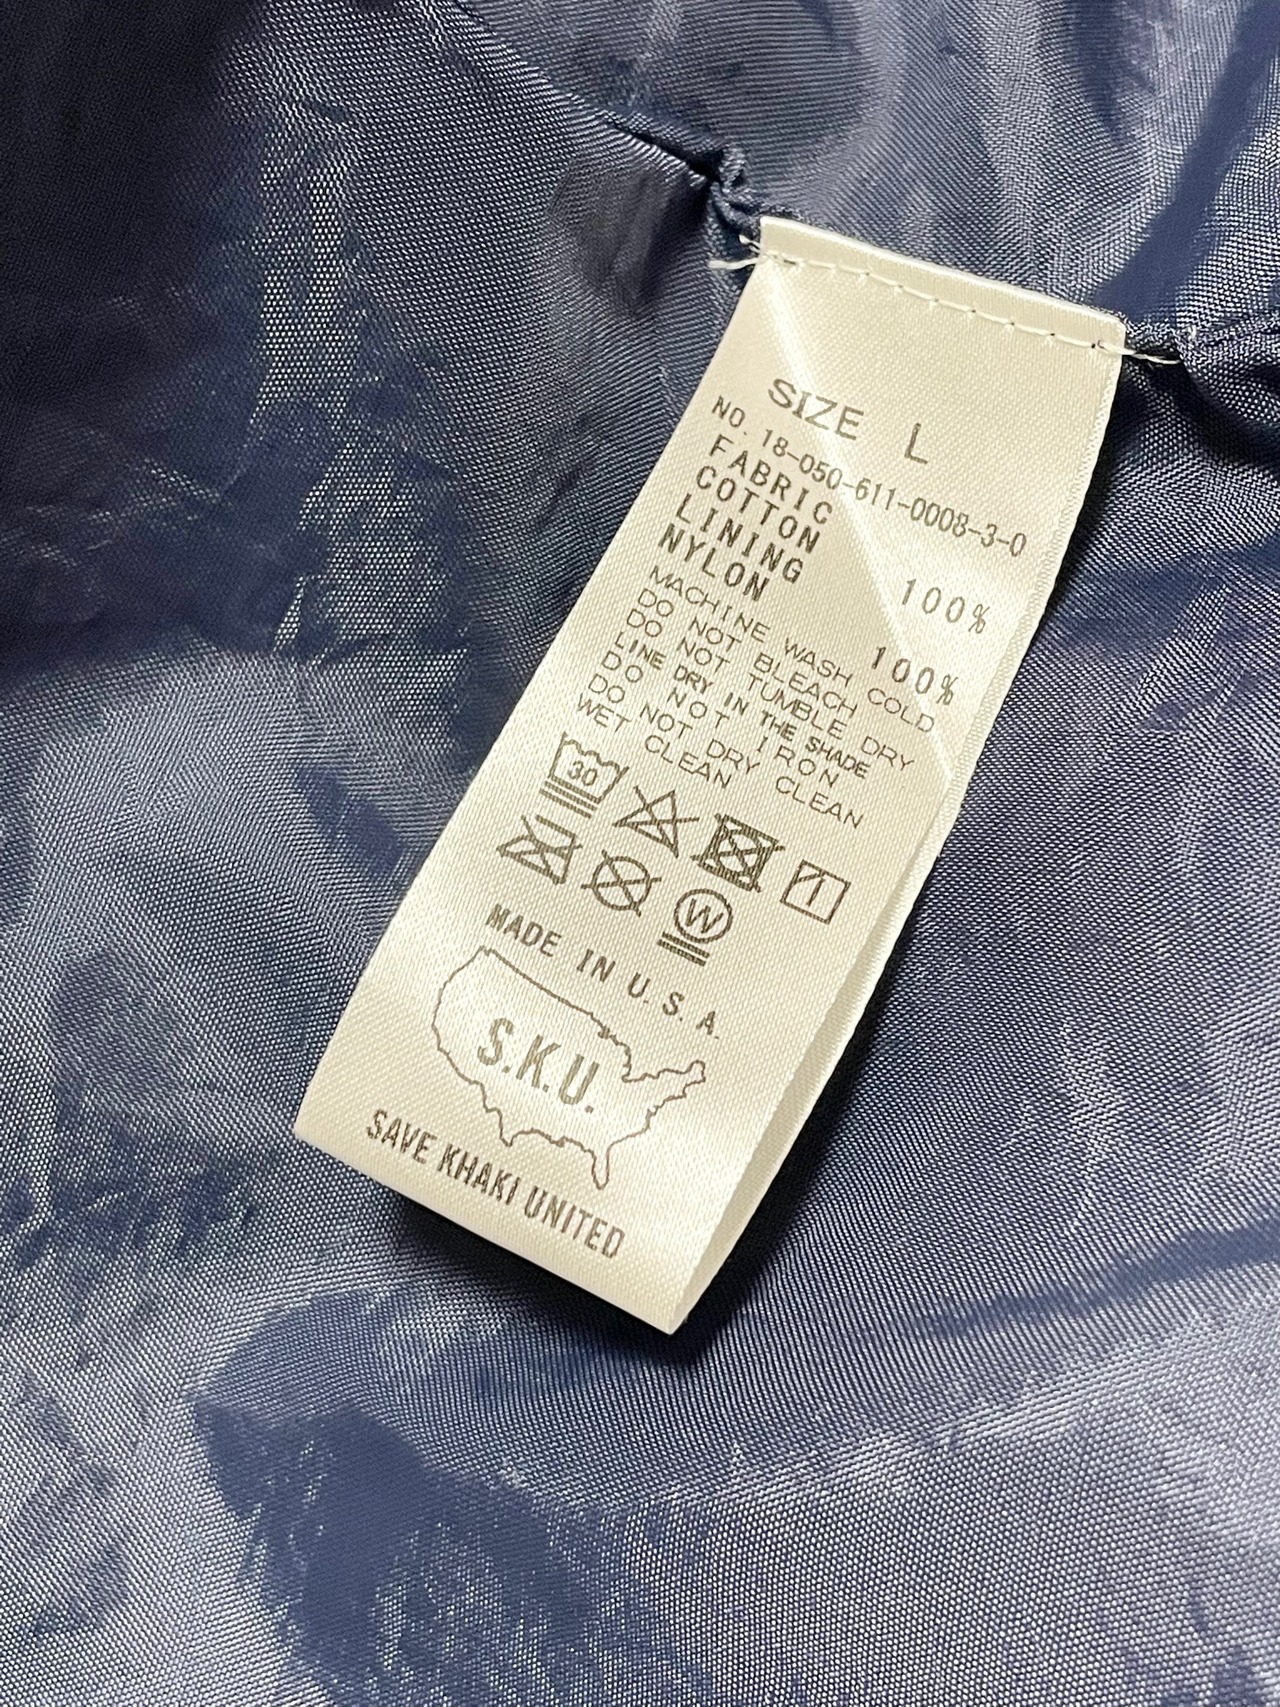 SIZE L
NO. 18-050-611-0008-3-0
FABRIC
COTTON 100%
LINING
NYLON 100%
MACHINE WASH COLD
DO NOT BLEACH
DO NOT TUMBLE DRY
LINE DRY IN THE SHADE
DO NOT IRON
DO NOT DRY CLEAN
WET CLEAN
30
W
MADE IN U.S.A.
S.K.U.
SAVE KHAKI UNITED